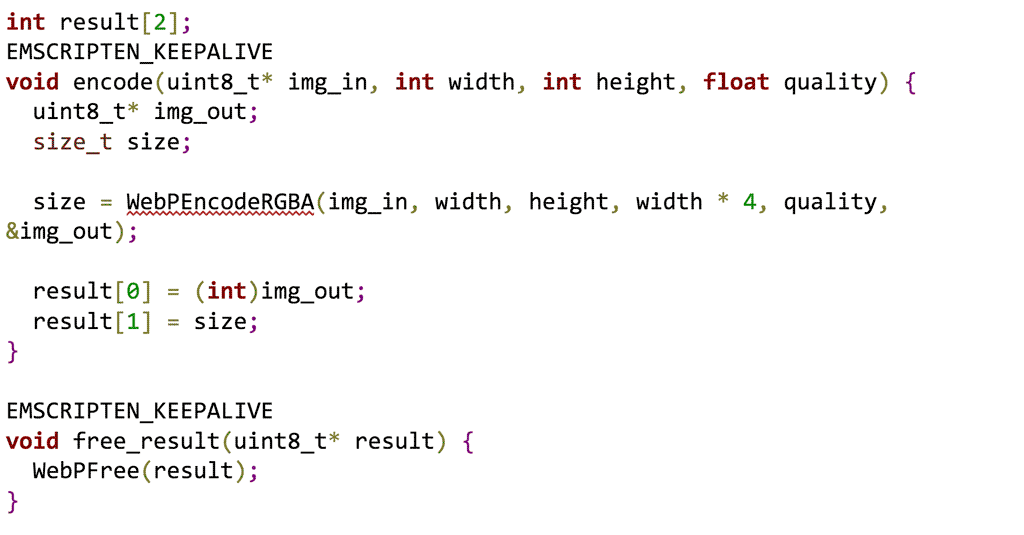 int result[2];
EMSCRIPTEN_KEEPALIVE
void encode(uint8_t* img_in, int width, int height, float quality) {
  uint8_t* img_out;
  size_t size;

  size = WebPEncodeRGBA(img_in, width, height, width * 4, quality,
&img_out);

  result[0] = (int)img_out;
  result[1] = size;
}

EMSCRIPTEN_KEEPALIVE
void free_result(uint8_t* result) {
  WebPFree(result);
}